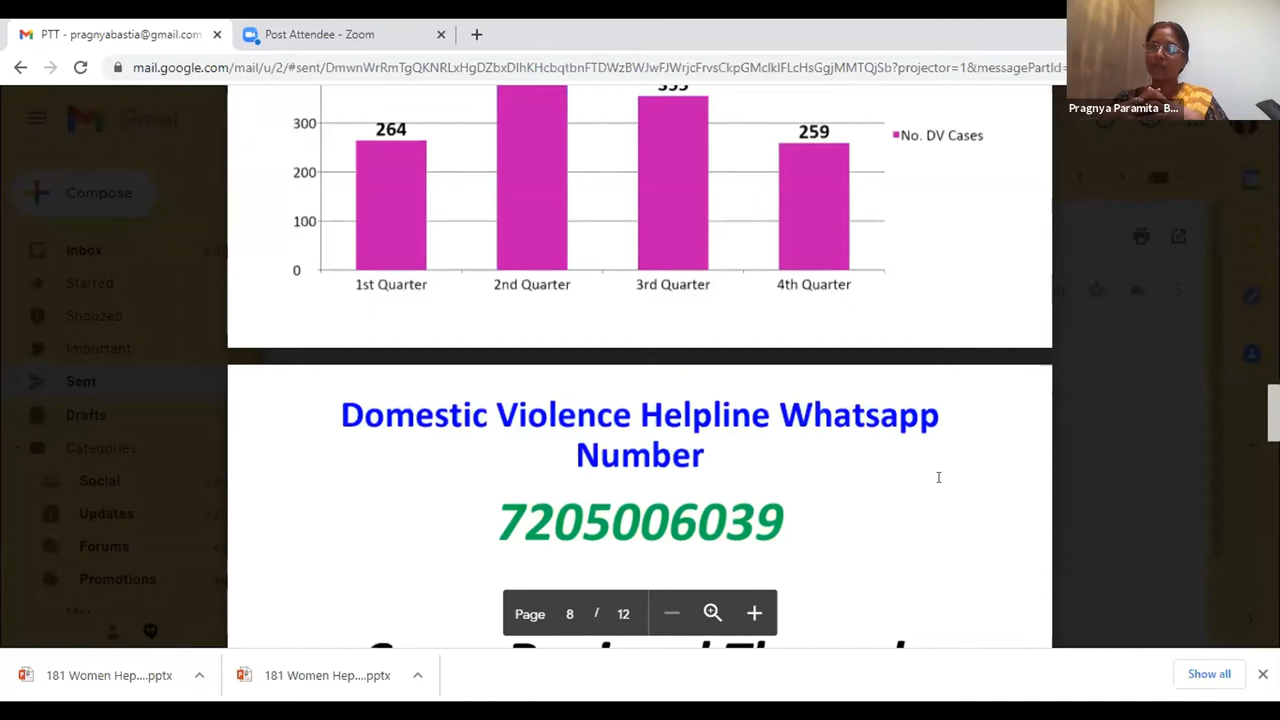 PTT - pragnyabastia@gmail.com
Post Attendee - Zoom
mail.google.com/mail/u/2/#sent/DmwnWrRmTgQKNRLxHgDZbxDlhKHcbqtbnFTDWzBWJwFJWrjcFrvsCkpGMclklFLcHsGgjMMTQjSb?projector=1&messagePartId=
Pragnya Paramita B...
Gmail
Compose
Inbox
Starred
Snoozed
Important
Sent
Drafts
Categories
Social
Updates
Forums
Promotions
300
200
100
0
264
259
No. DV Cases
1st Quarter
2nd Quarter
3rd Quarter
4th Quarter
Domestic Violence Helpline Whatsapp
Number
7205006039
Page 8 / 12
181 Women Hep....pptx
181 Women Hep....pptx
Show all